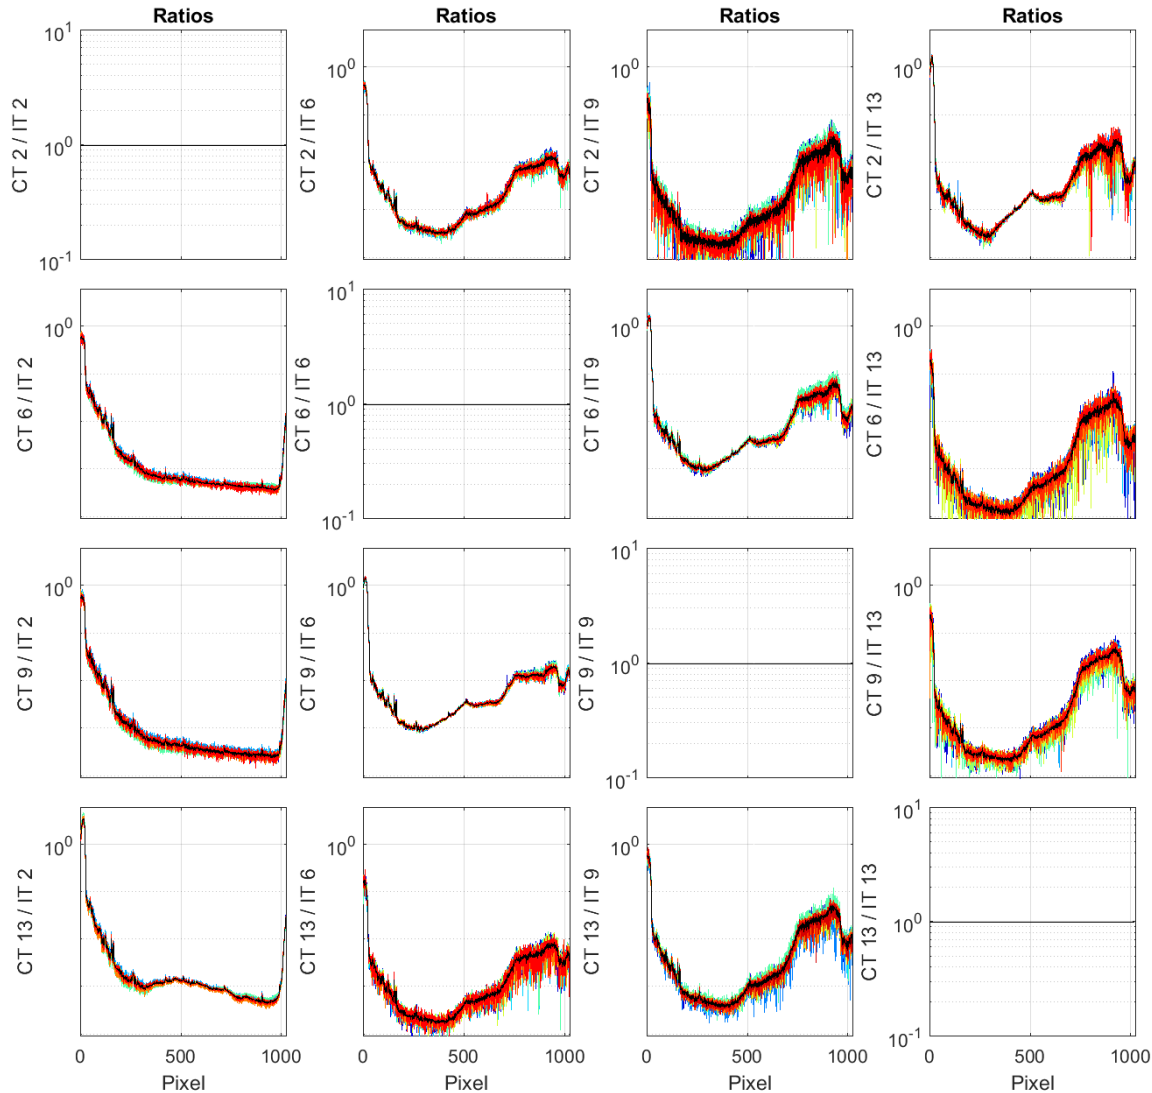 Ratios Ratios Ratios Ratios
CT 2 / IT 2
10^1
10^0
10^-1
CT 2 / IT 6
10^0
CT 2 / IT 9
10^0
CT 2 / IT 13
10^0
CT 6 / IT 2
10^0
CT 6 / IT 6
10^1
10^0
10^-1
CT 6 / IT 9
10^0
CT 6 / IT 13
10^0
CT 9 / IT 2
10^0
CT 9 / IT 6
10^0
CT 9 / IT 9
10^1
10^0
10^-1
CT 9 / IT 13
10^0
CT 13 / IT 2
10^0
CT 13 / IT 6
10^0
CT 13 / IT 9
10^0
CT 13 / IT 13
10^1
10^0
10^-1
0 500 1000 0 500 1000 0 500 1000 0 500 1000
Pixel Pixel Pixel Pixel